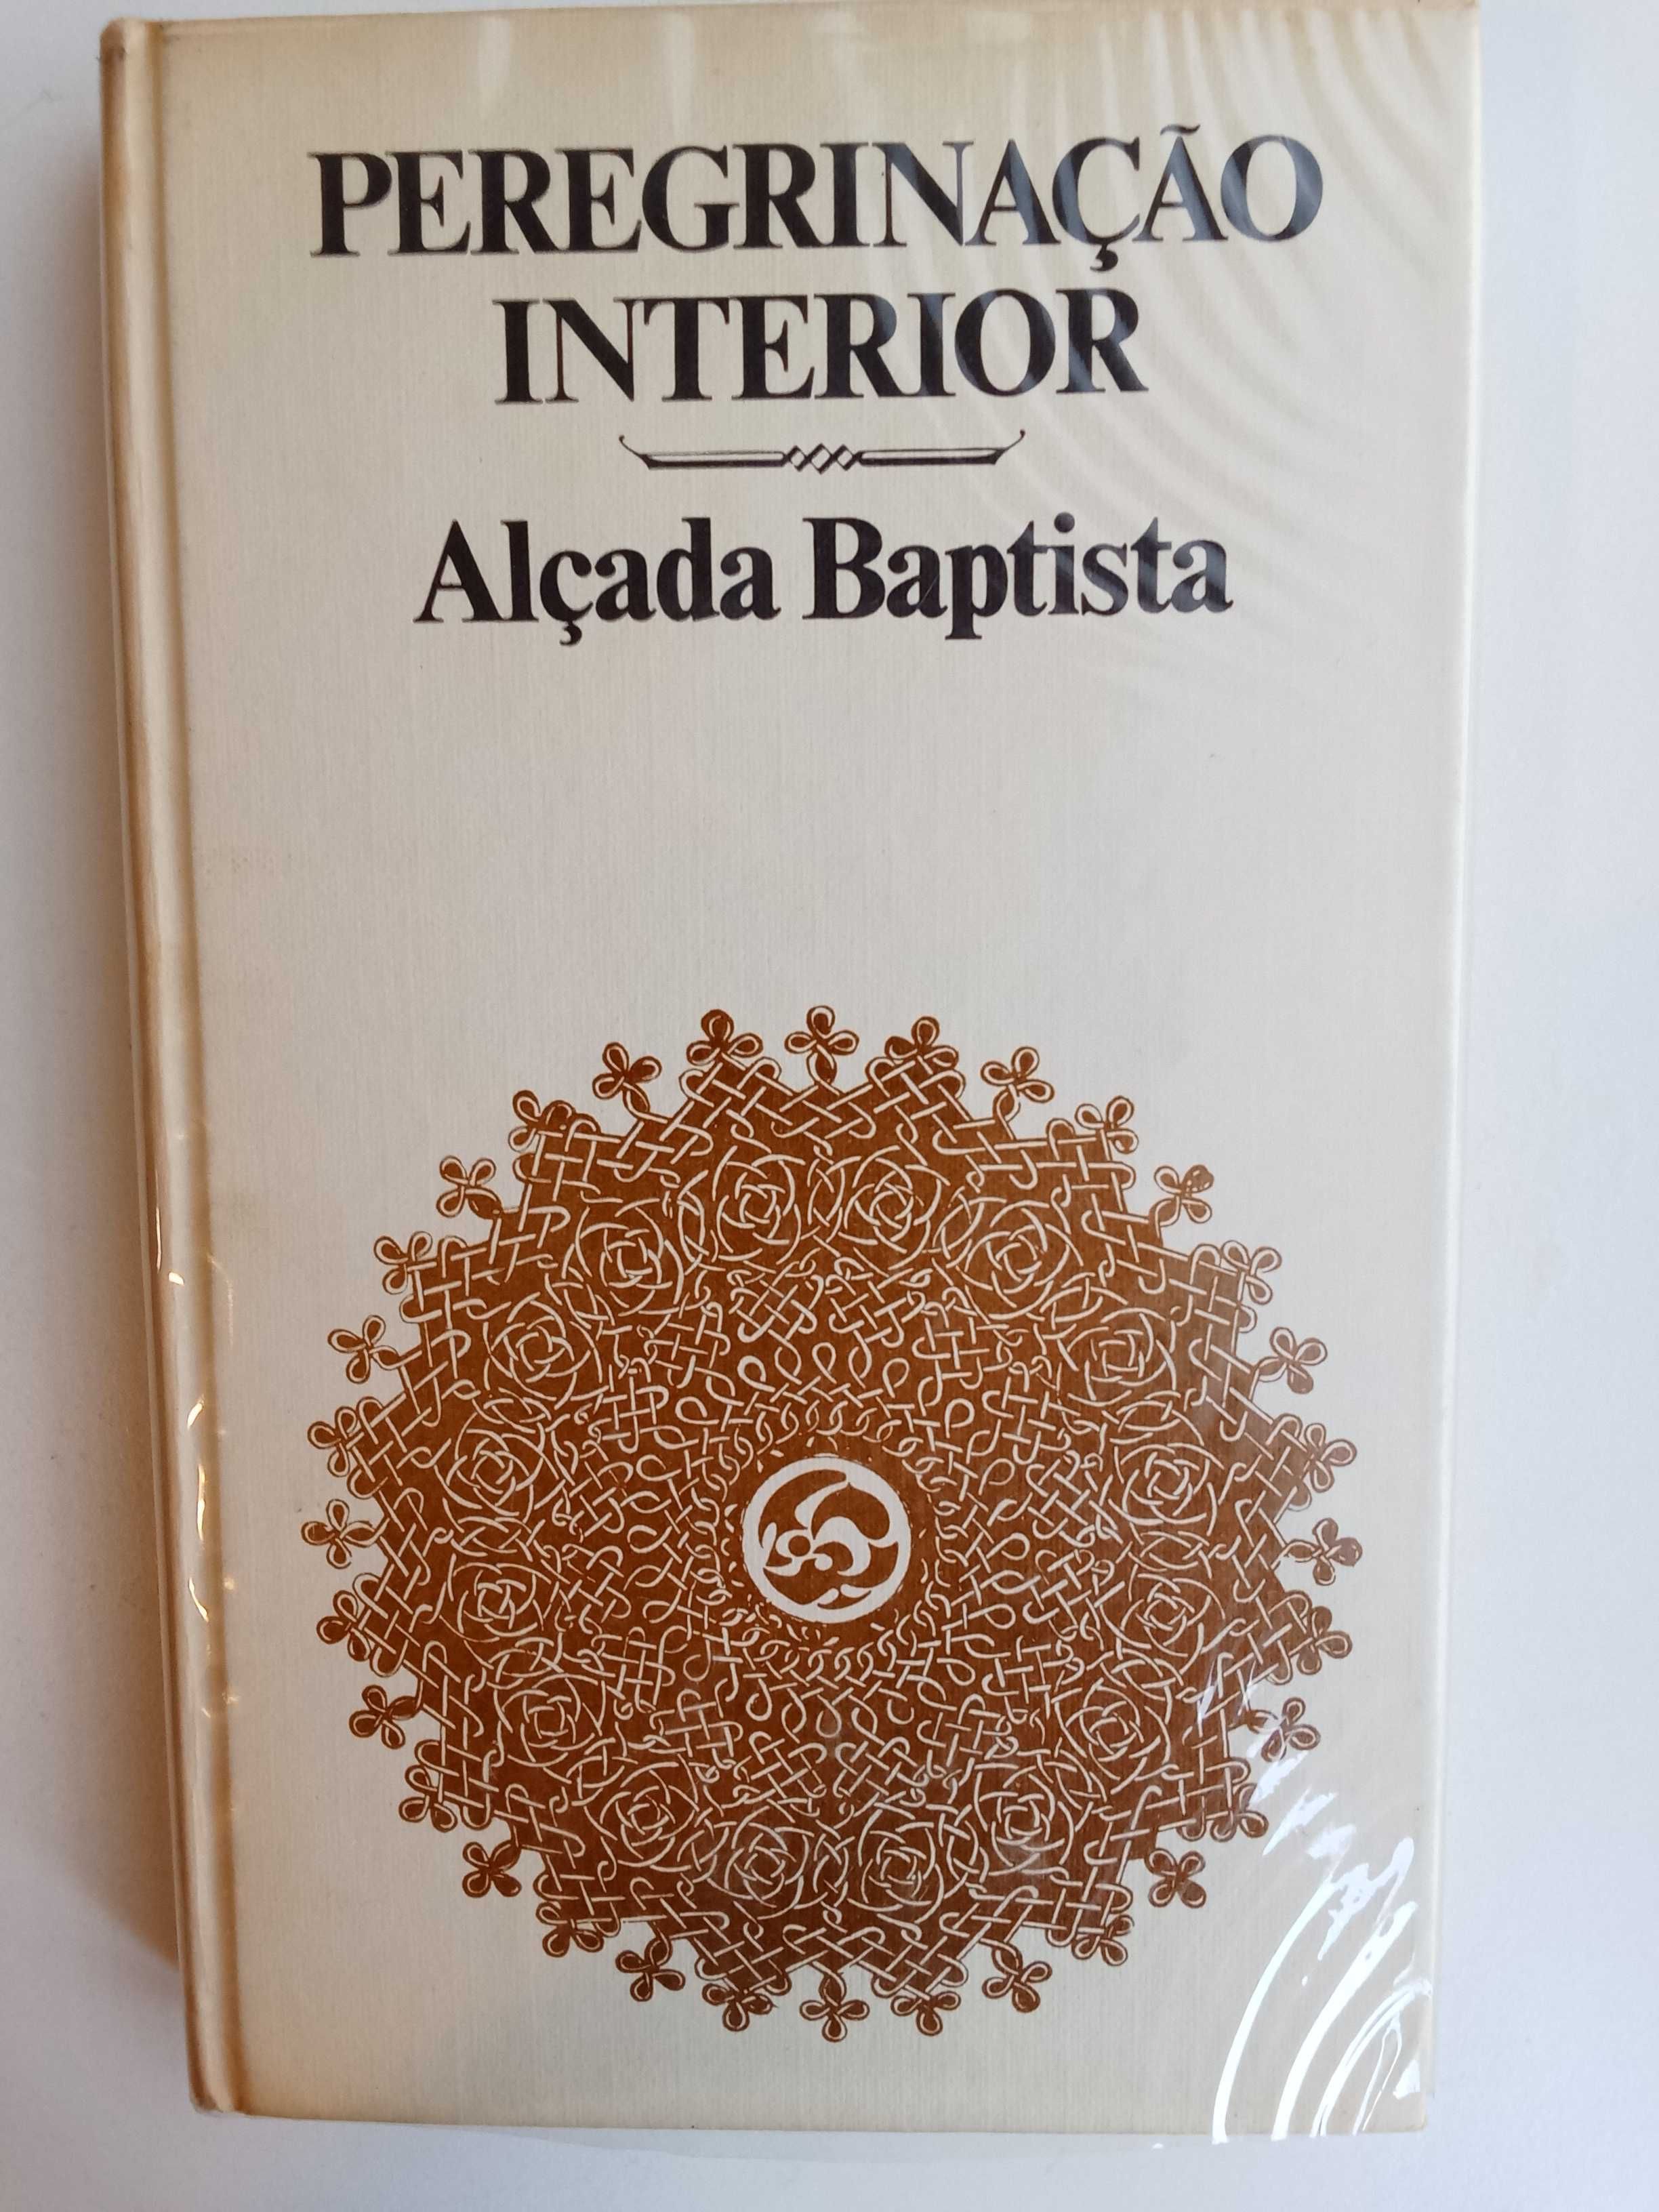 PEREGRINAÇÃO
INTERIOR
Alçada Baptista